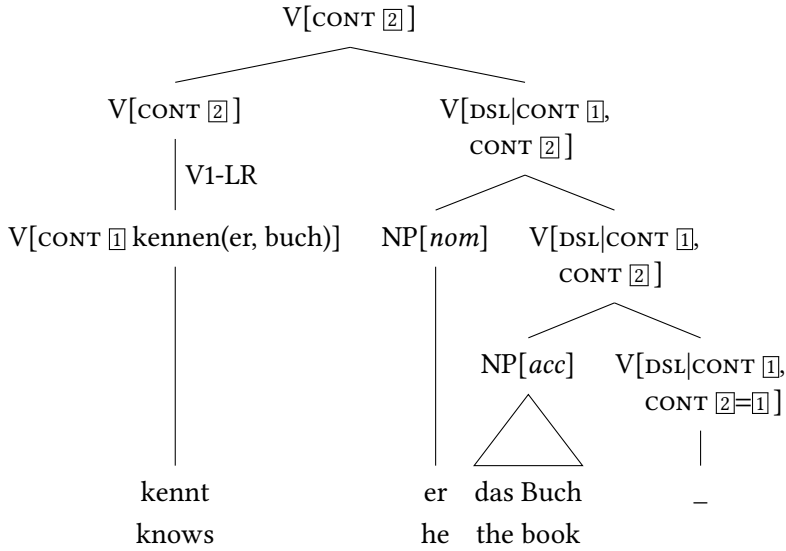 V[CONT 2]
V[CONT 2] V[DSL|CONT 1,
CONT 2]
V1-LR
V[CONT 1 kennen(er, buch)] NP[nom] V[DSL|CONT 1,
CONT 2]
NP[acc] V[DSL|CONT 1,
CONT 2=1]
kennt er das Buch _
knows he the book